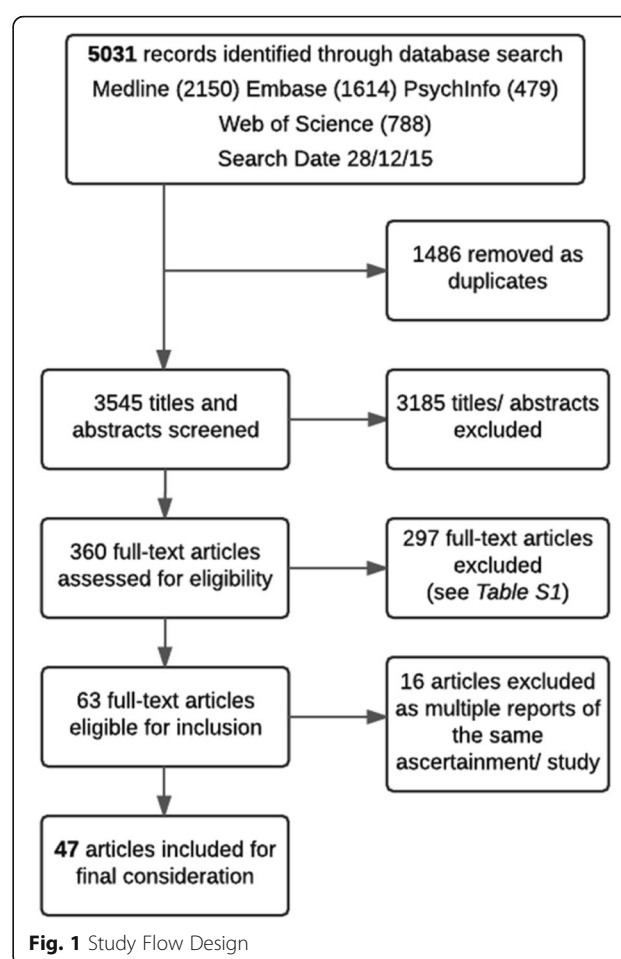 5031 records identified through database search
Medline (2150) Embase (1614) PsychInfo (479)
Web of Science (788)
Search Date 28/12/15
1486 removed as
duplicates
3545 titles and
abstracts screened
3185 titles/ abstracts
excluded
360 full-text articles
assessed for eligibility
297 full-text articles
excluded
(see Table S1)
63 full-text articles
eligible for inclusion
16 articles excluded
as multiple reports of
the same
ascertainment/ study
47 articles included for
final consideration
Fig. 1 Study Flow Design